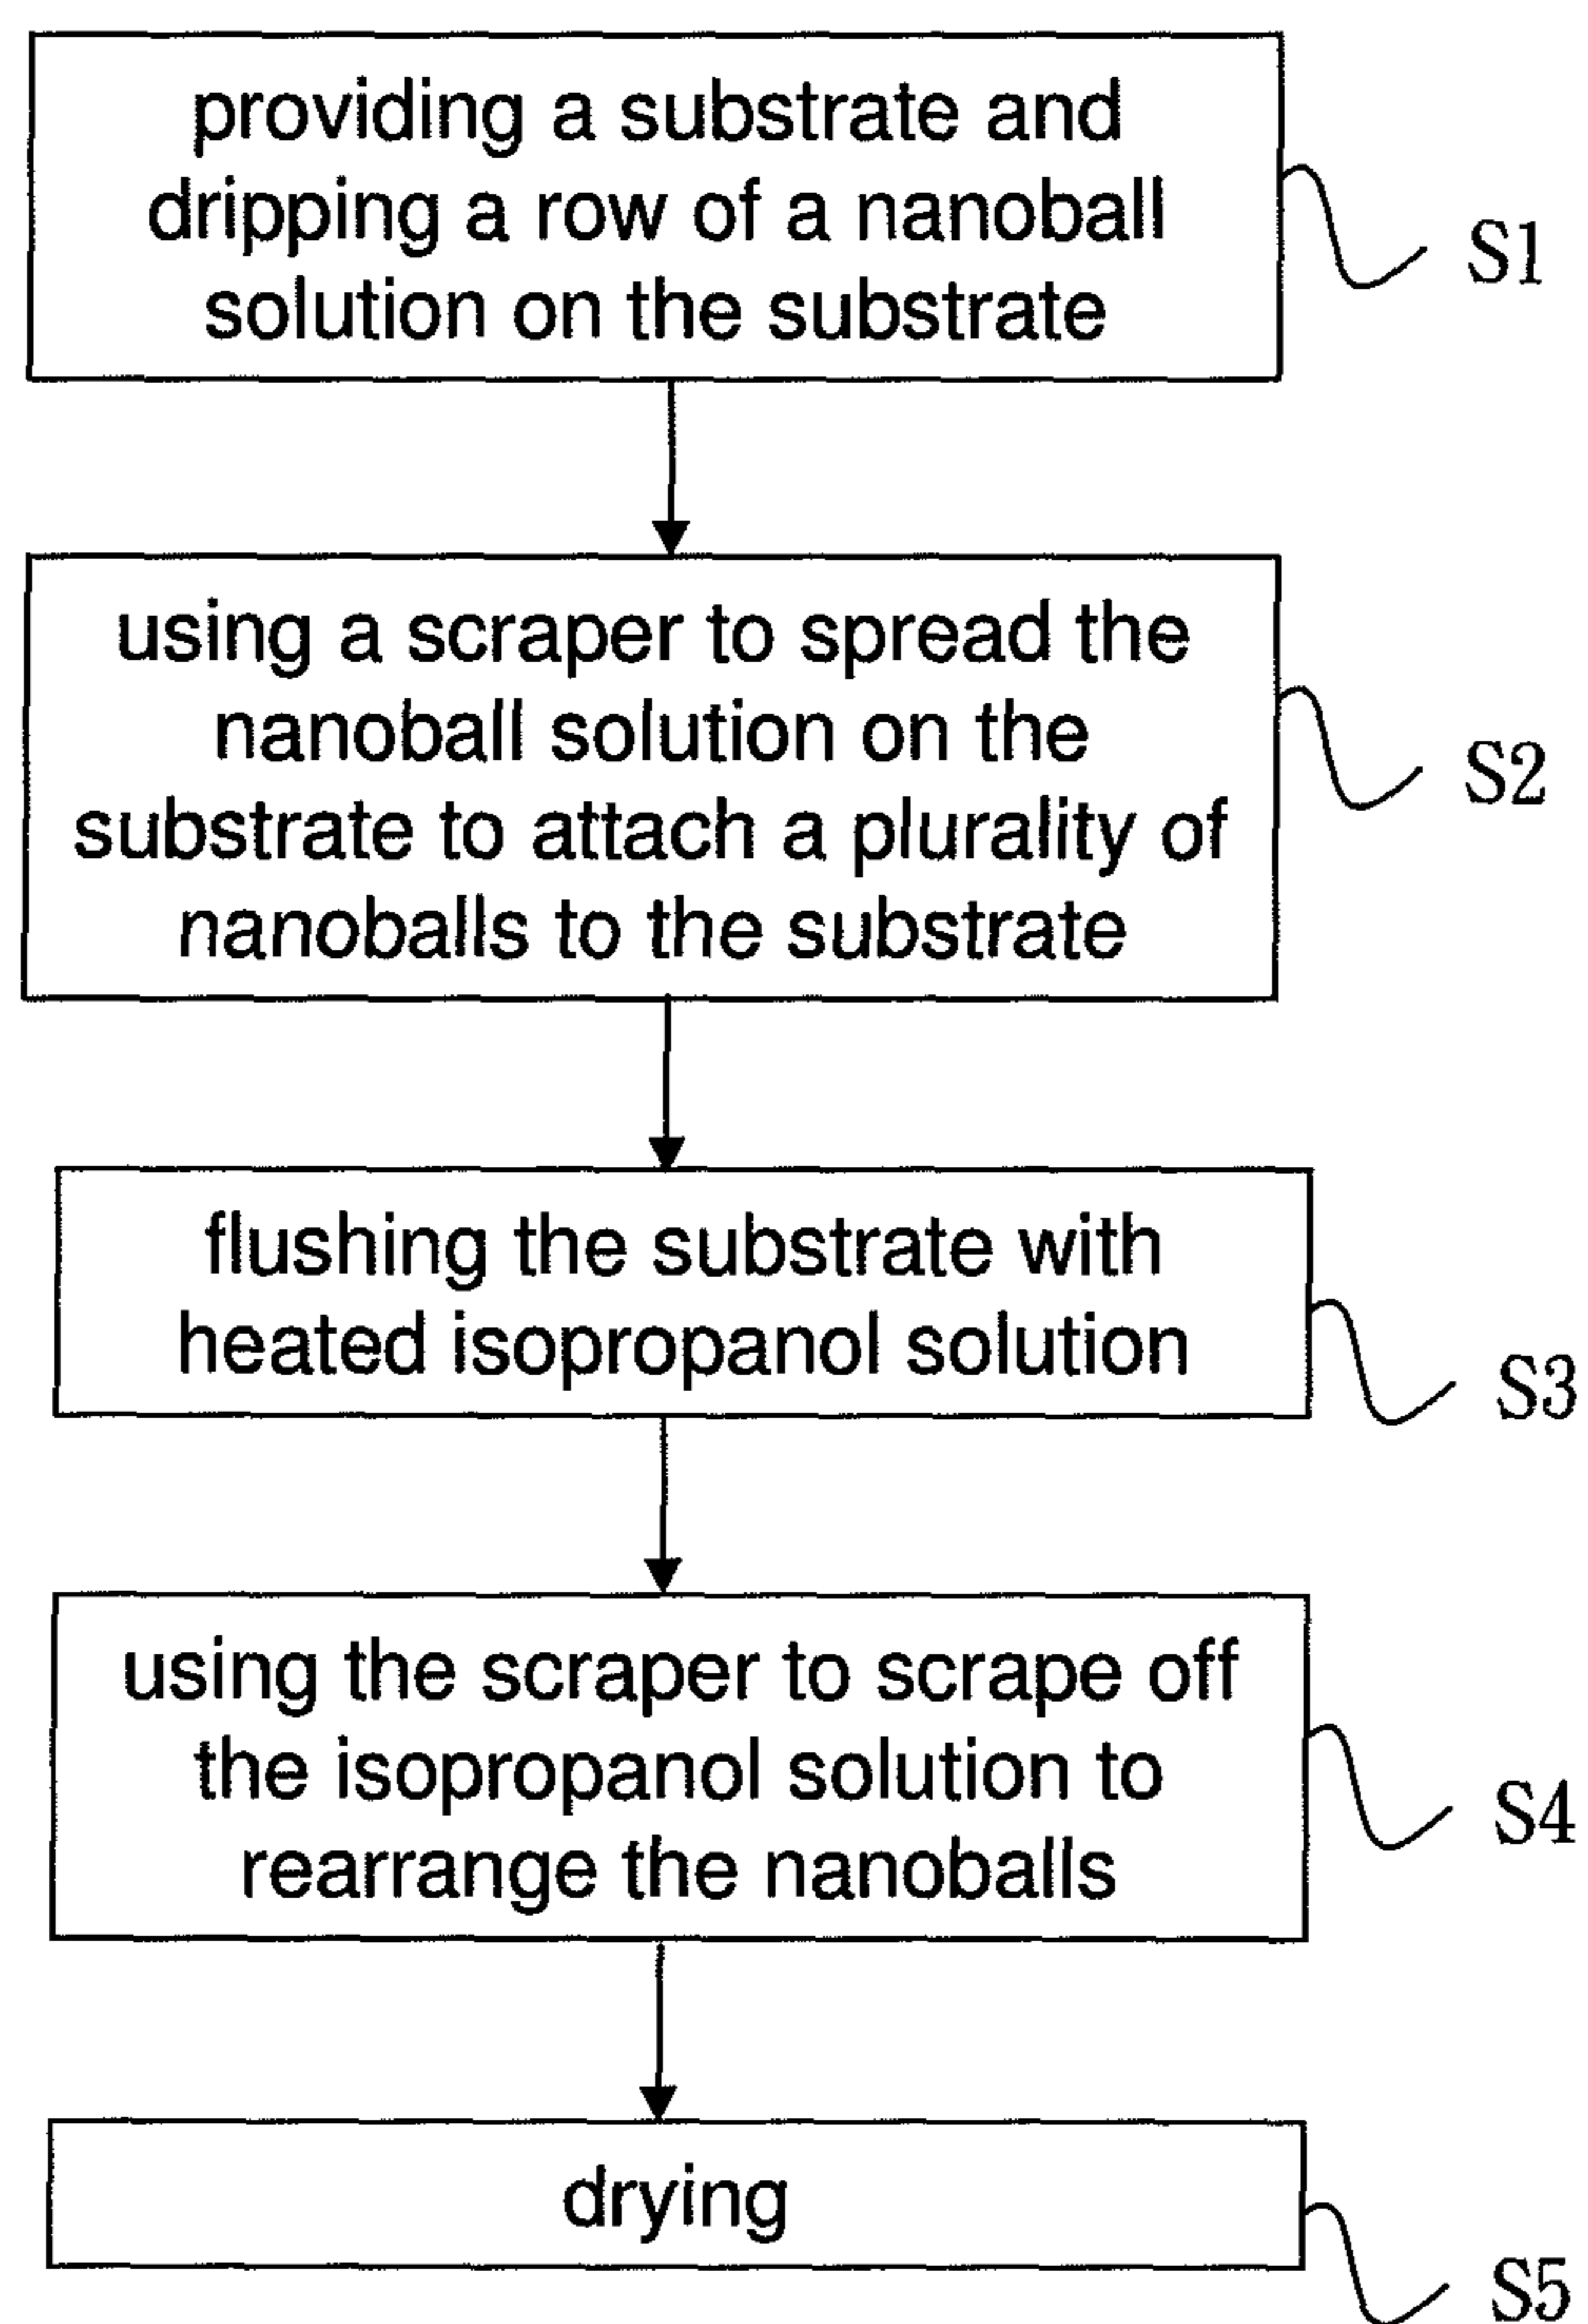 providing a substrate and
dripping a row of a nanoball
solution on the substrate
S1
using a scraper to spread the
nanoball solution on the
substrate to attach a plurality of
nanoballs to the substrate
S2
flushing the substrate with
heated isopropanol solution
S3
using the scraper to scrape off
the isopropanol solution to
rearrange the nanoballs
S4
drying
S5